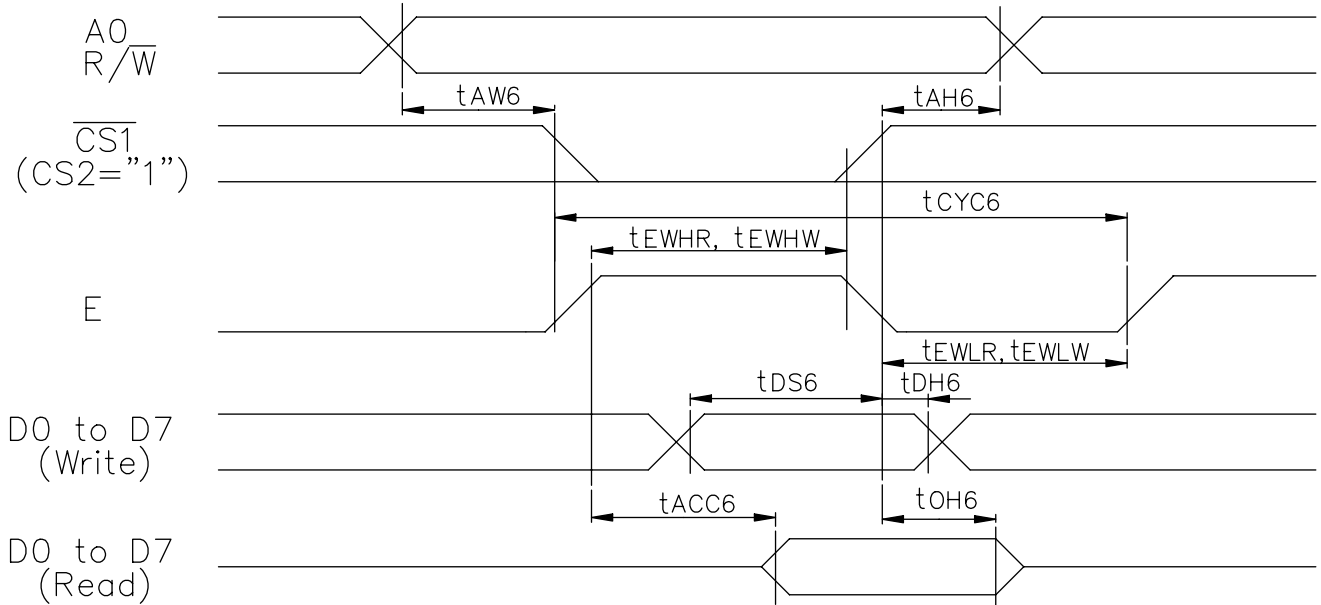 A0
R/W̅
tAW6
tAH6
C̅S̅1̅
(CS2="1")
tCYC6
tEWHR, tEWHW
E
tEWLR, tEWLW
tDS6
tDH6
D0 to D7
(Write)
tACC6
tOH6
D0 to D7
(Read)